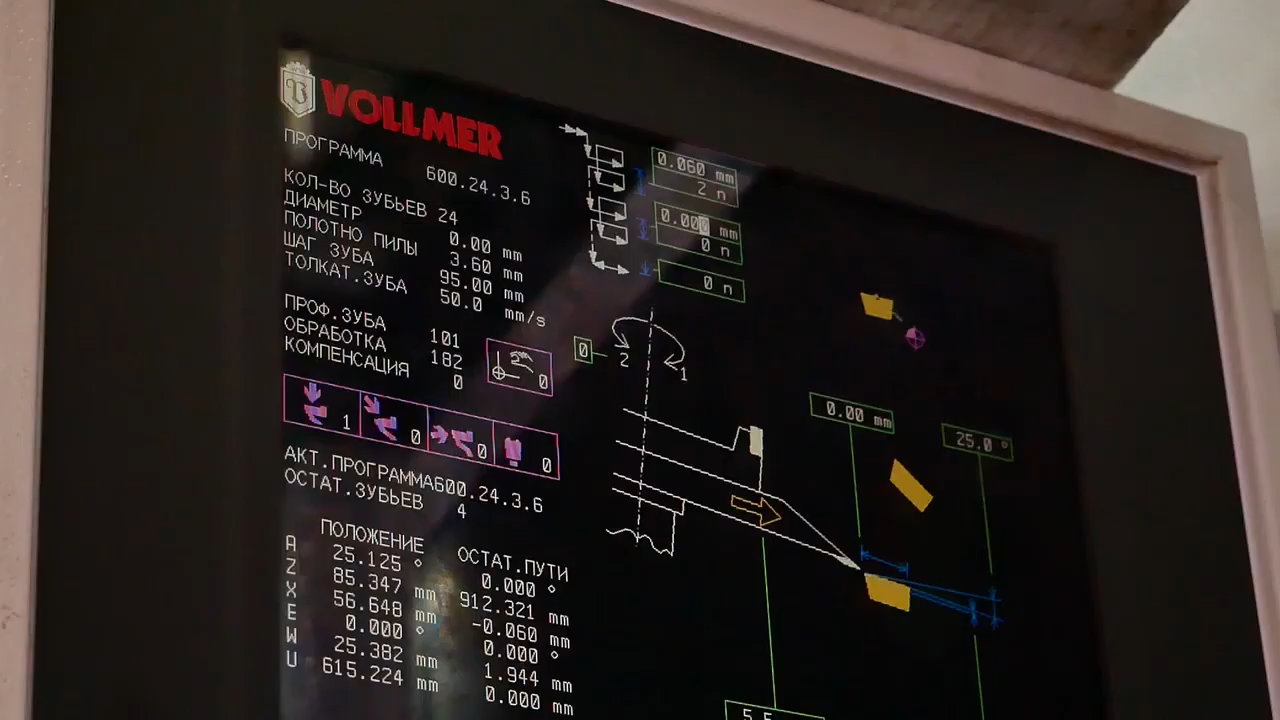 VOLLMER
ПРОГРАММА 600.24.3.6
КОЛ-ВО ЗУБЬЕВ 24
ДИАМЕТР 0.00 mm
ПОЛОТНО ПИЛЫ 3.60 mm
ШАГ ЗУБА 95.00 mm
ТОЛКАТ.ЗУБА 50.0 mm/s
ПРОФ.ЗУБА 101
ОБРАБОТКА 182
КОМПЕНСАЦИЯ 0
0
1 0 0 0
АКТ.ПРОГРАММА600.24.3.6
ОСТАТ.ЗУБЬЕВ 4
ПОЛОЖЕНИЕ ОСТАТ.ПУТИ
A 25.125 ° 0.000 °
Z 85.347 mm 912.321 mm
X 56.648 mm -0.060 mm
E 0.000 ° 0.000 °
W 25.382 mm 1.944 mm
U 615.224 mm 0.000 mm
0.060 mm
2 n
0.000 mm
0 n
0 n
0 2 1
0.00 mm
25.0 °
5.5